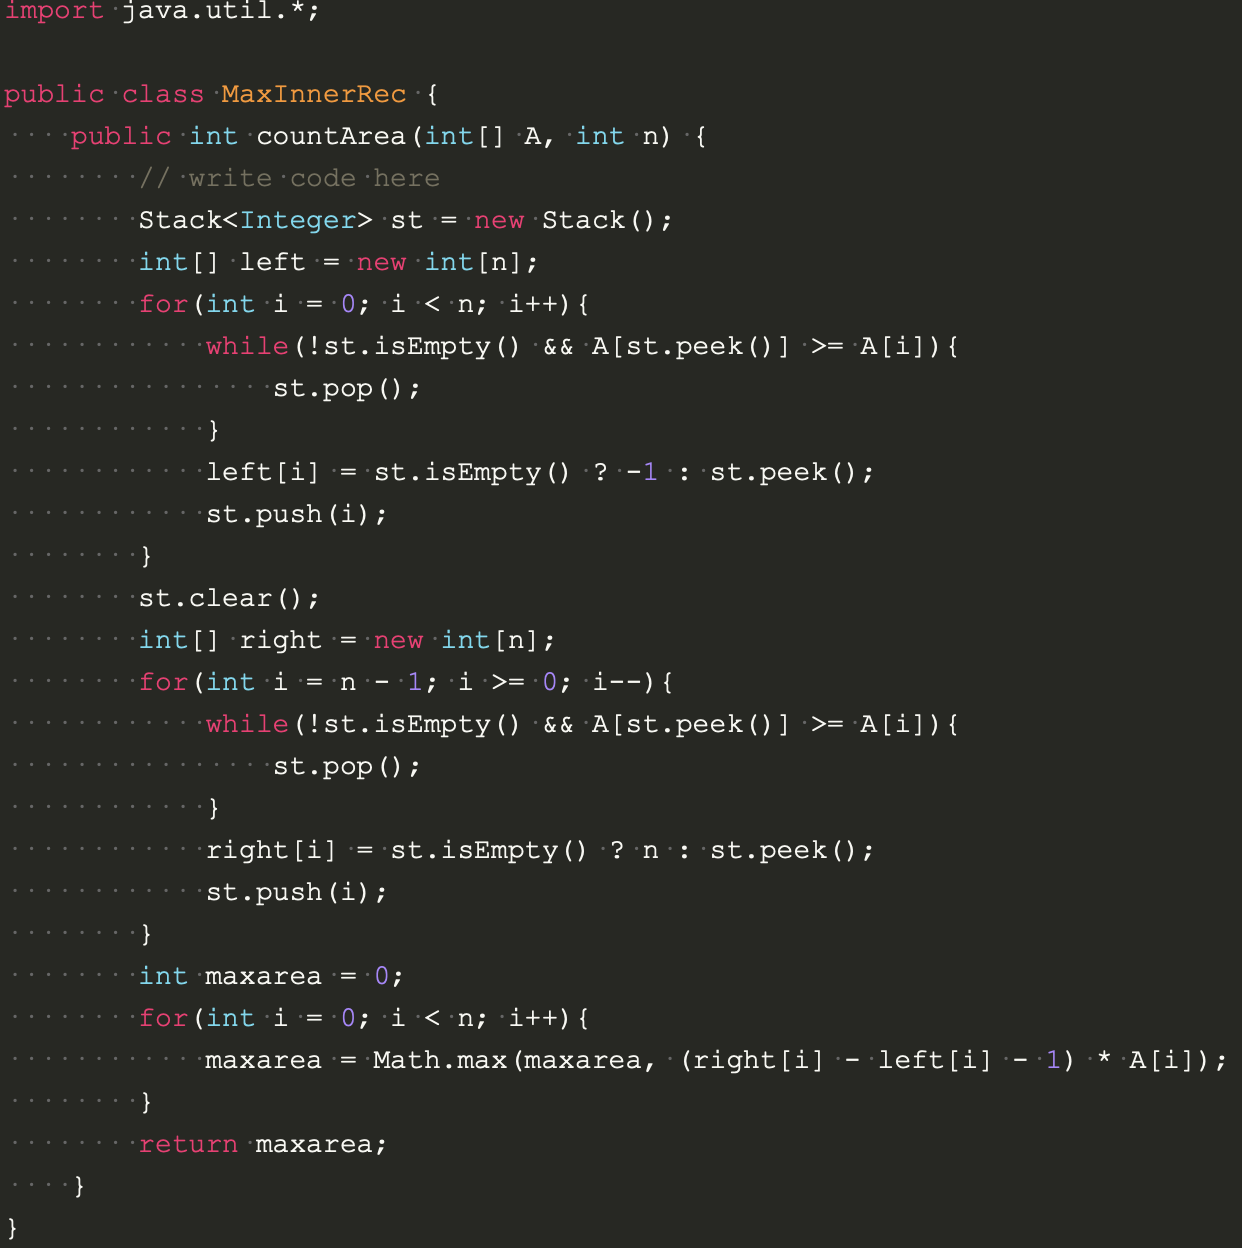 import java.util.*;
public class MaxInnerRec {
    public int countArea(int[] A, int n) {
        // write code here
        Stack<Integer> st = new Stack();
        int[] left = new int[n];
        for(int i = 0; i < n; i++){
            while(!st.isEmpty() && A[st.peek()] >= A[i]){
                st.pop();
            }
            left[i] = st.isEmpty() ? -1 : st.peek();
            st.push(i);
        }
        st.clear();
        int[] right = new int[n];
        for(int i = n - 1; i >= 0; i--){
            while(!st.isEmpty() && A[st.peek()] >= A[i]){
                st.pop();
            }
            right[i] = st.isEmpty() ? n : st.peek();
            st.push(i);
        }
        int maxarea = 0;
        for(int i = 0; i < n; i++){
            maxarea = Math.max(maxarea, (right[i] - left[i] - 1) * A[i]);
        }
        return maxarea;
    }
}